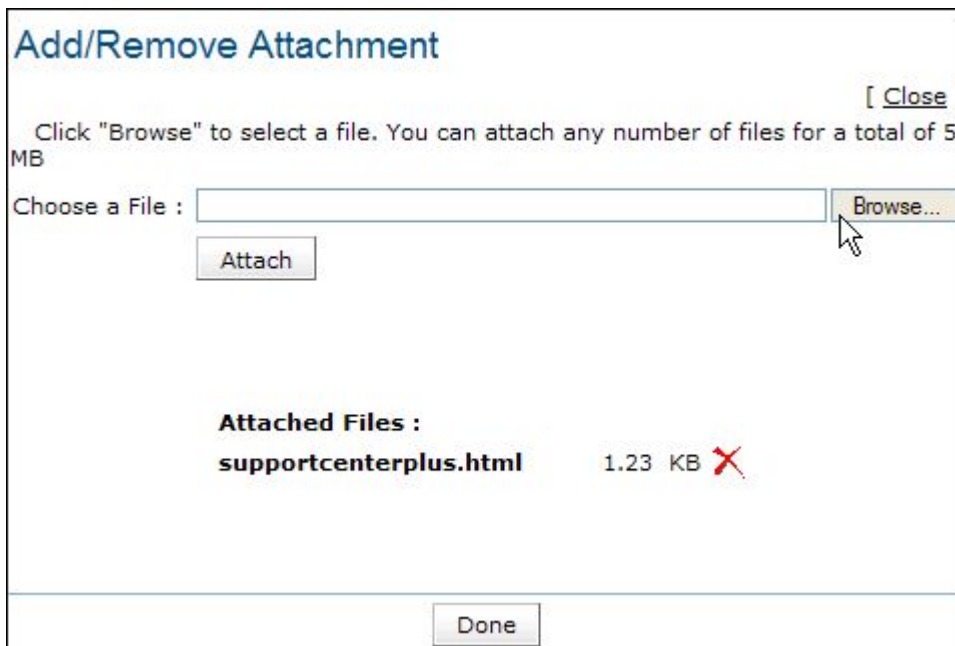 Add/Remove Attachment
[ Close
Click "Browse" to select a file. You can attach any number of files for a total of 5
MB
Choose a File : Browse...
Attach
Attached Files :
supportcenterplus.html 1.23 KB
Done